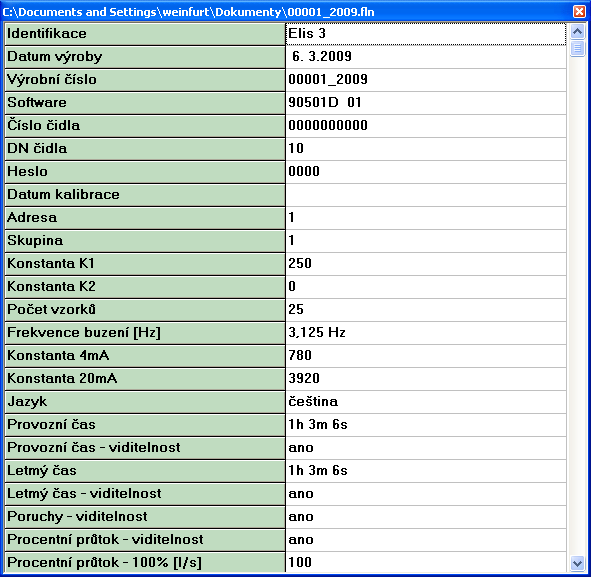 C:\Documents and Settings\weinfurt\Dokumenty\00001_2009.fln
Identifikace Elis 3
Datum výroby 6. 3.2009
Výrobní číslo 00001_2009
Software 90501D 01
Číslo čidla 0000000000
DN čidla 10
Heslo 0000
Datum kalibrace
Adresa 1
Skupina 1
Konstanta K1 250
Konstanta K2 0
Počet vzorků 25
Frekvence buzení [Hz] 3,125 Hz
Konstanta 4mA 780
Konstanta 20mA 3920
Jazyk čeština
Provozní čas 1h 3m 6s
Provozní čas - viditelnost ano
Letmý čas 1h 3m 6s
Letmý čas - viditelnost ano
Poruchy - viditelnost ano
Procentní průtok - viditelnost ano
Procentní průtok - 100% [l/s] 100